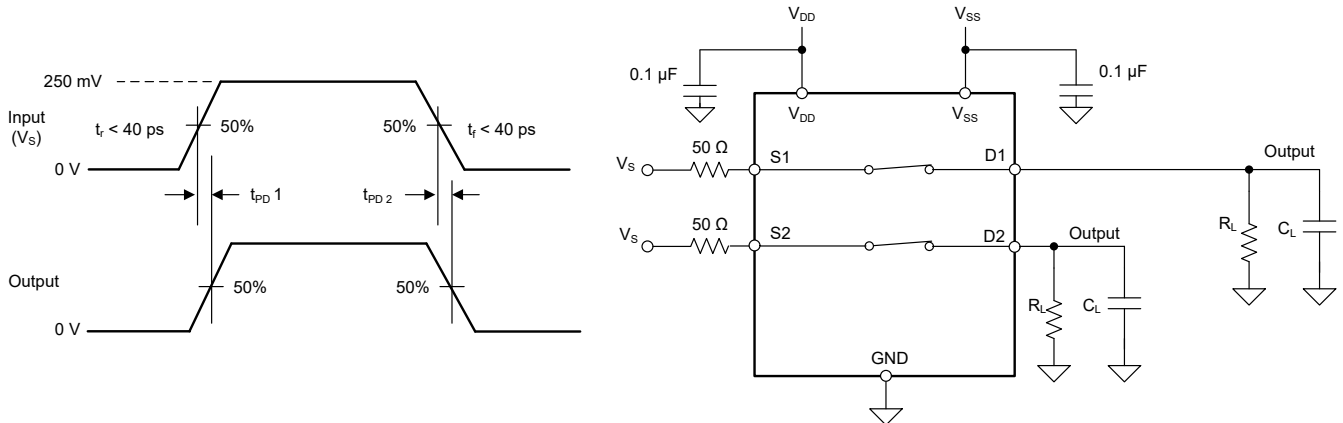 250 mV
Input
(VS)
tr < 40 ps
50%
50%
tf < 40 ps
0 V
tPD 1
tPD 2
Output
50%
50%
0 V
VDD
VSS
0.1 µF
0.1 µF
VDD
VSS
VS
50 Ω
S1
D1
Output
RL
CL
VS
50 Ω
S2
D2
Output
RL
CL
GND